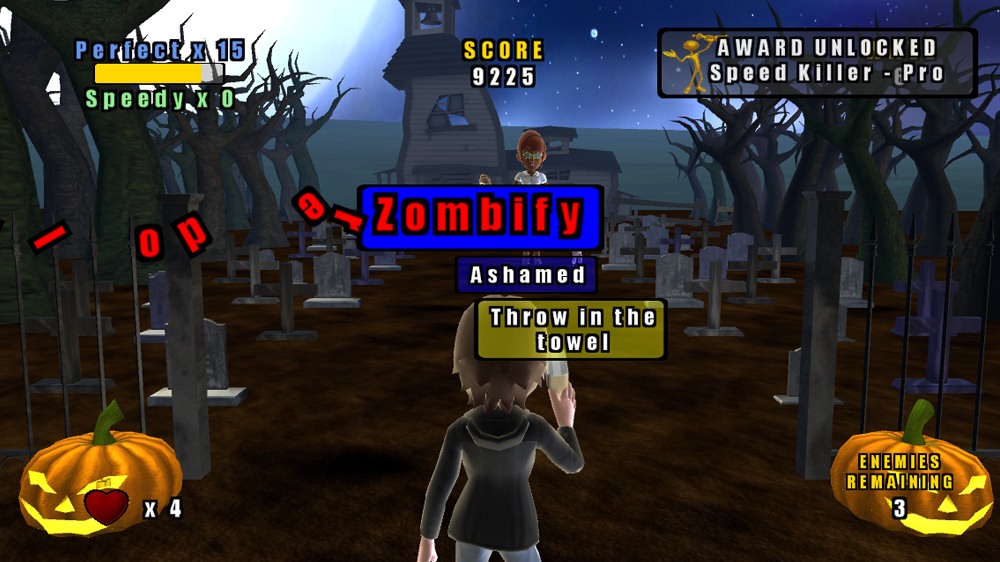 Perfect x 15
Speedy x 0
SCORE
9225
AWARD UNLOCKED
Speed Killer - Pro
Zombify
Ashamed
Throw in the
towel
x 4
ENEMIES
REMAINING
3